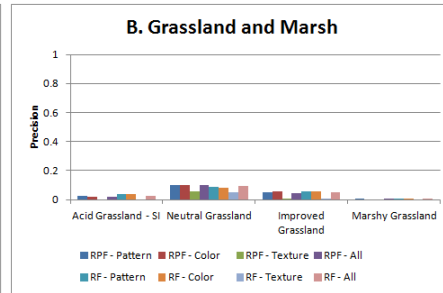 B. Grassland and Marsh
1
0.8
0.6
0.4
0.2
0
Precision
Acid Grassland - SI
Neutral Grassland
Improved
Grassland
Marshy Grassland
RPF - Pattern
RPF - Color
RPF - Texture
RPF - All
RF - Pattern
RF - Color
RF - Texture
RF - All